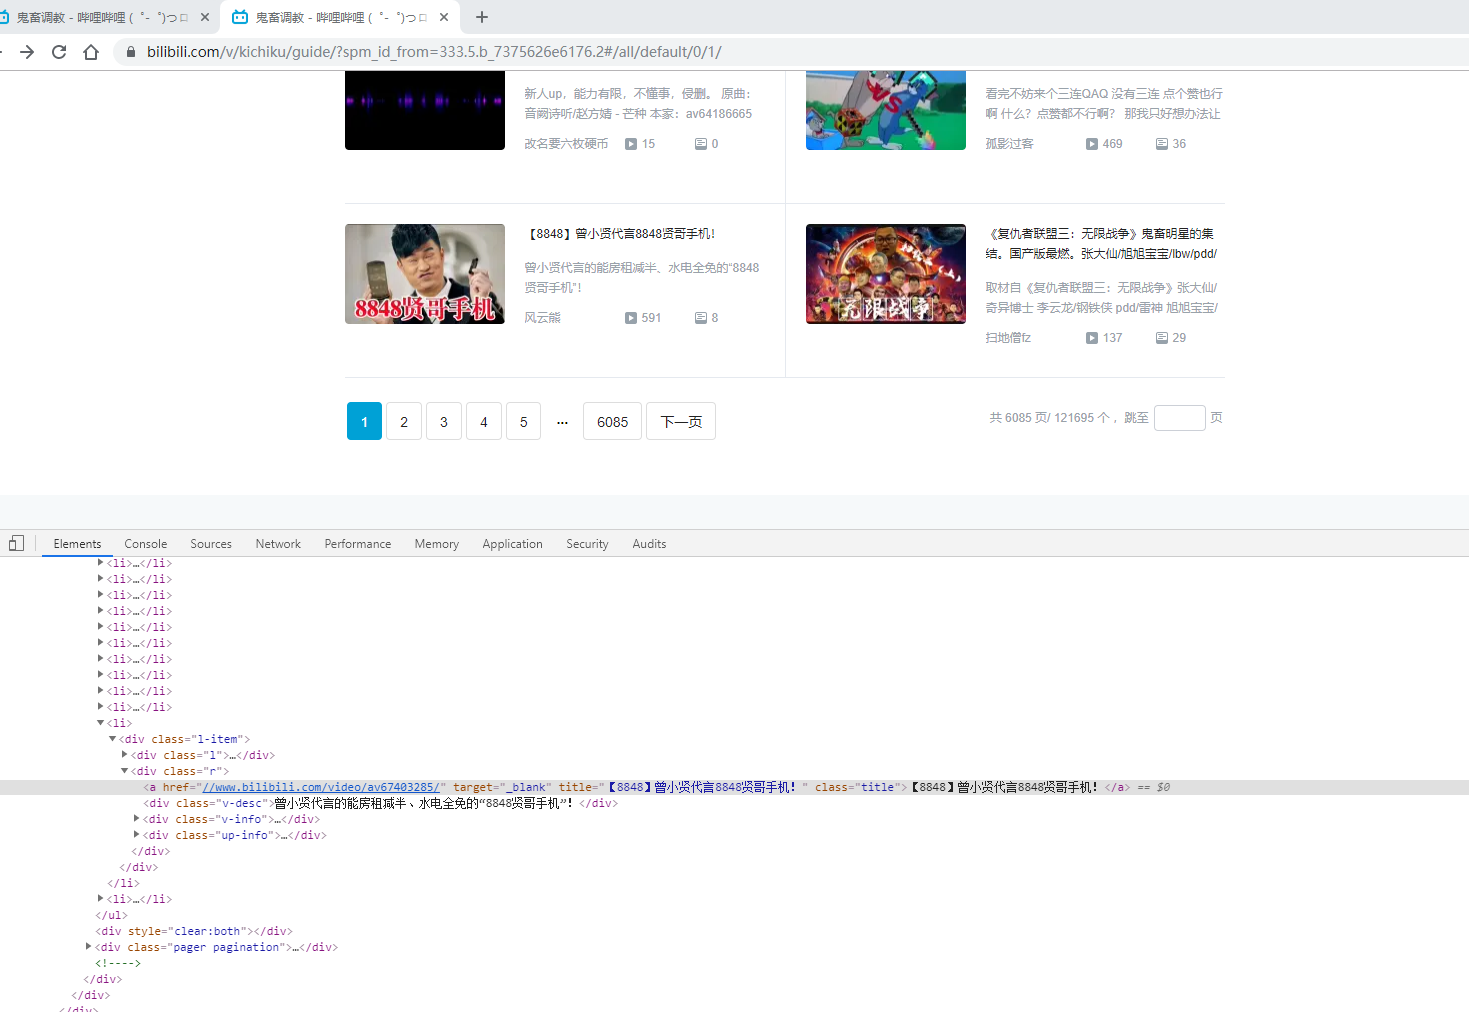 鬼畜调教 - 哔哩哔哩 ( ゜- ゜)つロ
鬼畜调教 - 哔哩哔哩 ( ゜- ゜)つロ
bilibili.com/v/kichiku/guide/?spm_id_from=333.5.b_7375626e6176.2#/all/default/0/1/
新人up，能力有限，不懂事，侵删。 原曲：
音阙诗听/赵方婧 - 芒种 本家：av64186665
改名要六枚硬币 15 0
VS
看完不妨来个三连QAQ 没有三连 点个赞也行
啊 什么？点赞都不行啊？ 那我只好想办法让
孤影过客 469 36
8848贤哥手机
【8848】曾小贤代言8848贤哥手机！
曾小贤代言的能房租减半、水电全免的“8848
贤哥手机”！
风云熊 591 8
无限战争
《复仇者联盟三：无限战争》鬼畜明星的集
结。国产版最燃。张大仙/旭旭宝宝/lbw/pdd/
取材自《复仇者联盟三：无限战争》张大仙/
奇异博士 李云龙/钢铁侠 pdd/雷神 旭旭宝宝/
扫地僧fz 137 29
1 2 3 4 5 ... 6085 下一页
共 6085 页/ 121695 个， 跳至 页
Elements Console Sources Network Performance Memory Application Security Audits
<li>…</li>
<li>…</li>
<li>…</li>
<li>…</li>
<li>…</li>
<li>…</li>
<li>…</li>
<li>…</li>
<li>…</li>
<li>…</li>
<li>
<div class="l-item">
<div class="l">…</div>
<div class="r">
<a href="//www.bilibili.com/video/av67403285/" target="_blank" title="【8848】曾小贤代言8848贤哥手机！" class="title">【8848】曾小贤代言8848贤哥手机！</a> == $0
<div class="v-desc">曾小贤代言的能房租减半、水电全免的“8848贤哥手机”！</div>
<div class="v-info">…</div>
<div class="up-info">…</div>
</div>
</div>
</li>
<li>…</li>
</ul>
<div style="clear:both"></div>
<div class="pager pagination">…</div>
<!---->
</div>
</div>
</div>